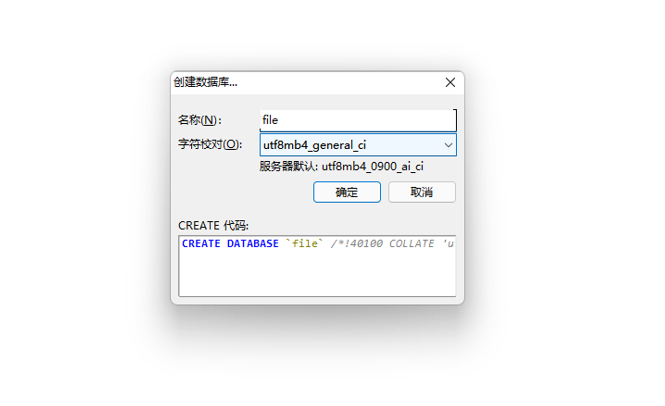 创建数据库...
名称(N):
file
字符校对(O):
utf8mb4_general_ci
服务器默认: utf8mb4_0900_ai_ci
确定
取消
CREATE 代码:
CREATE DATABASE `file` /*!40100 COLLATE 'u